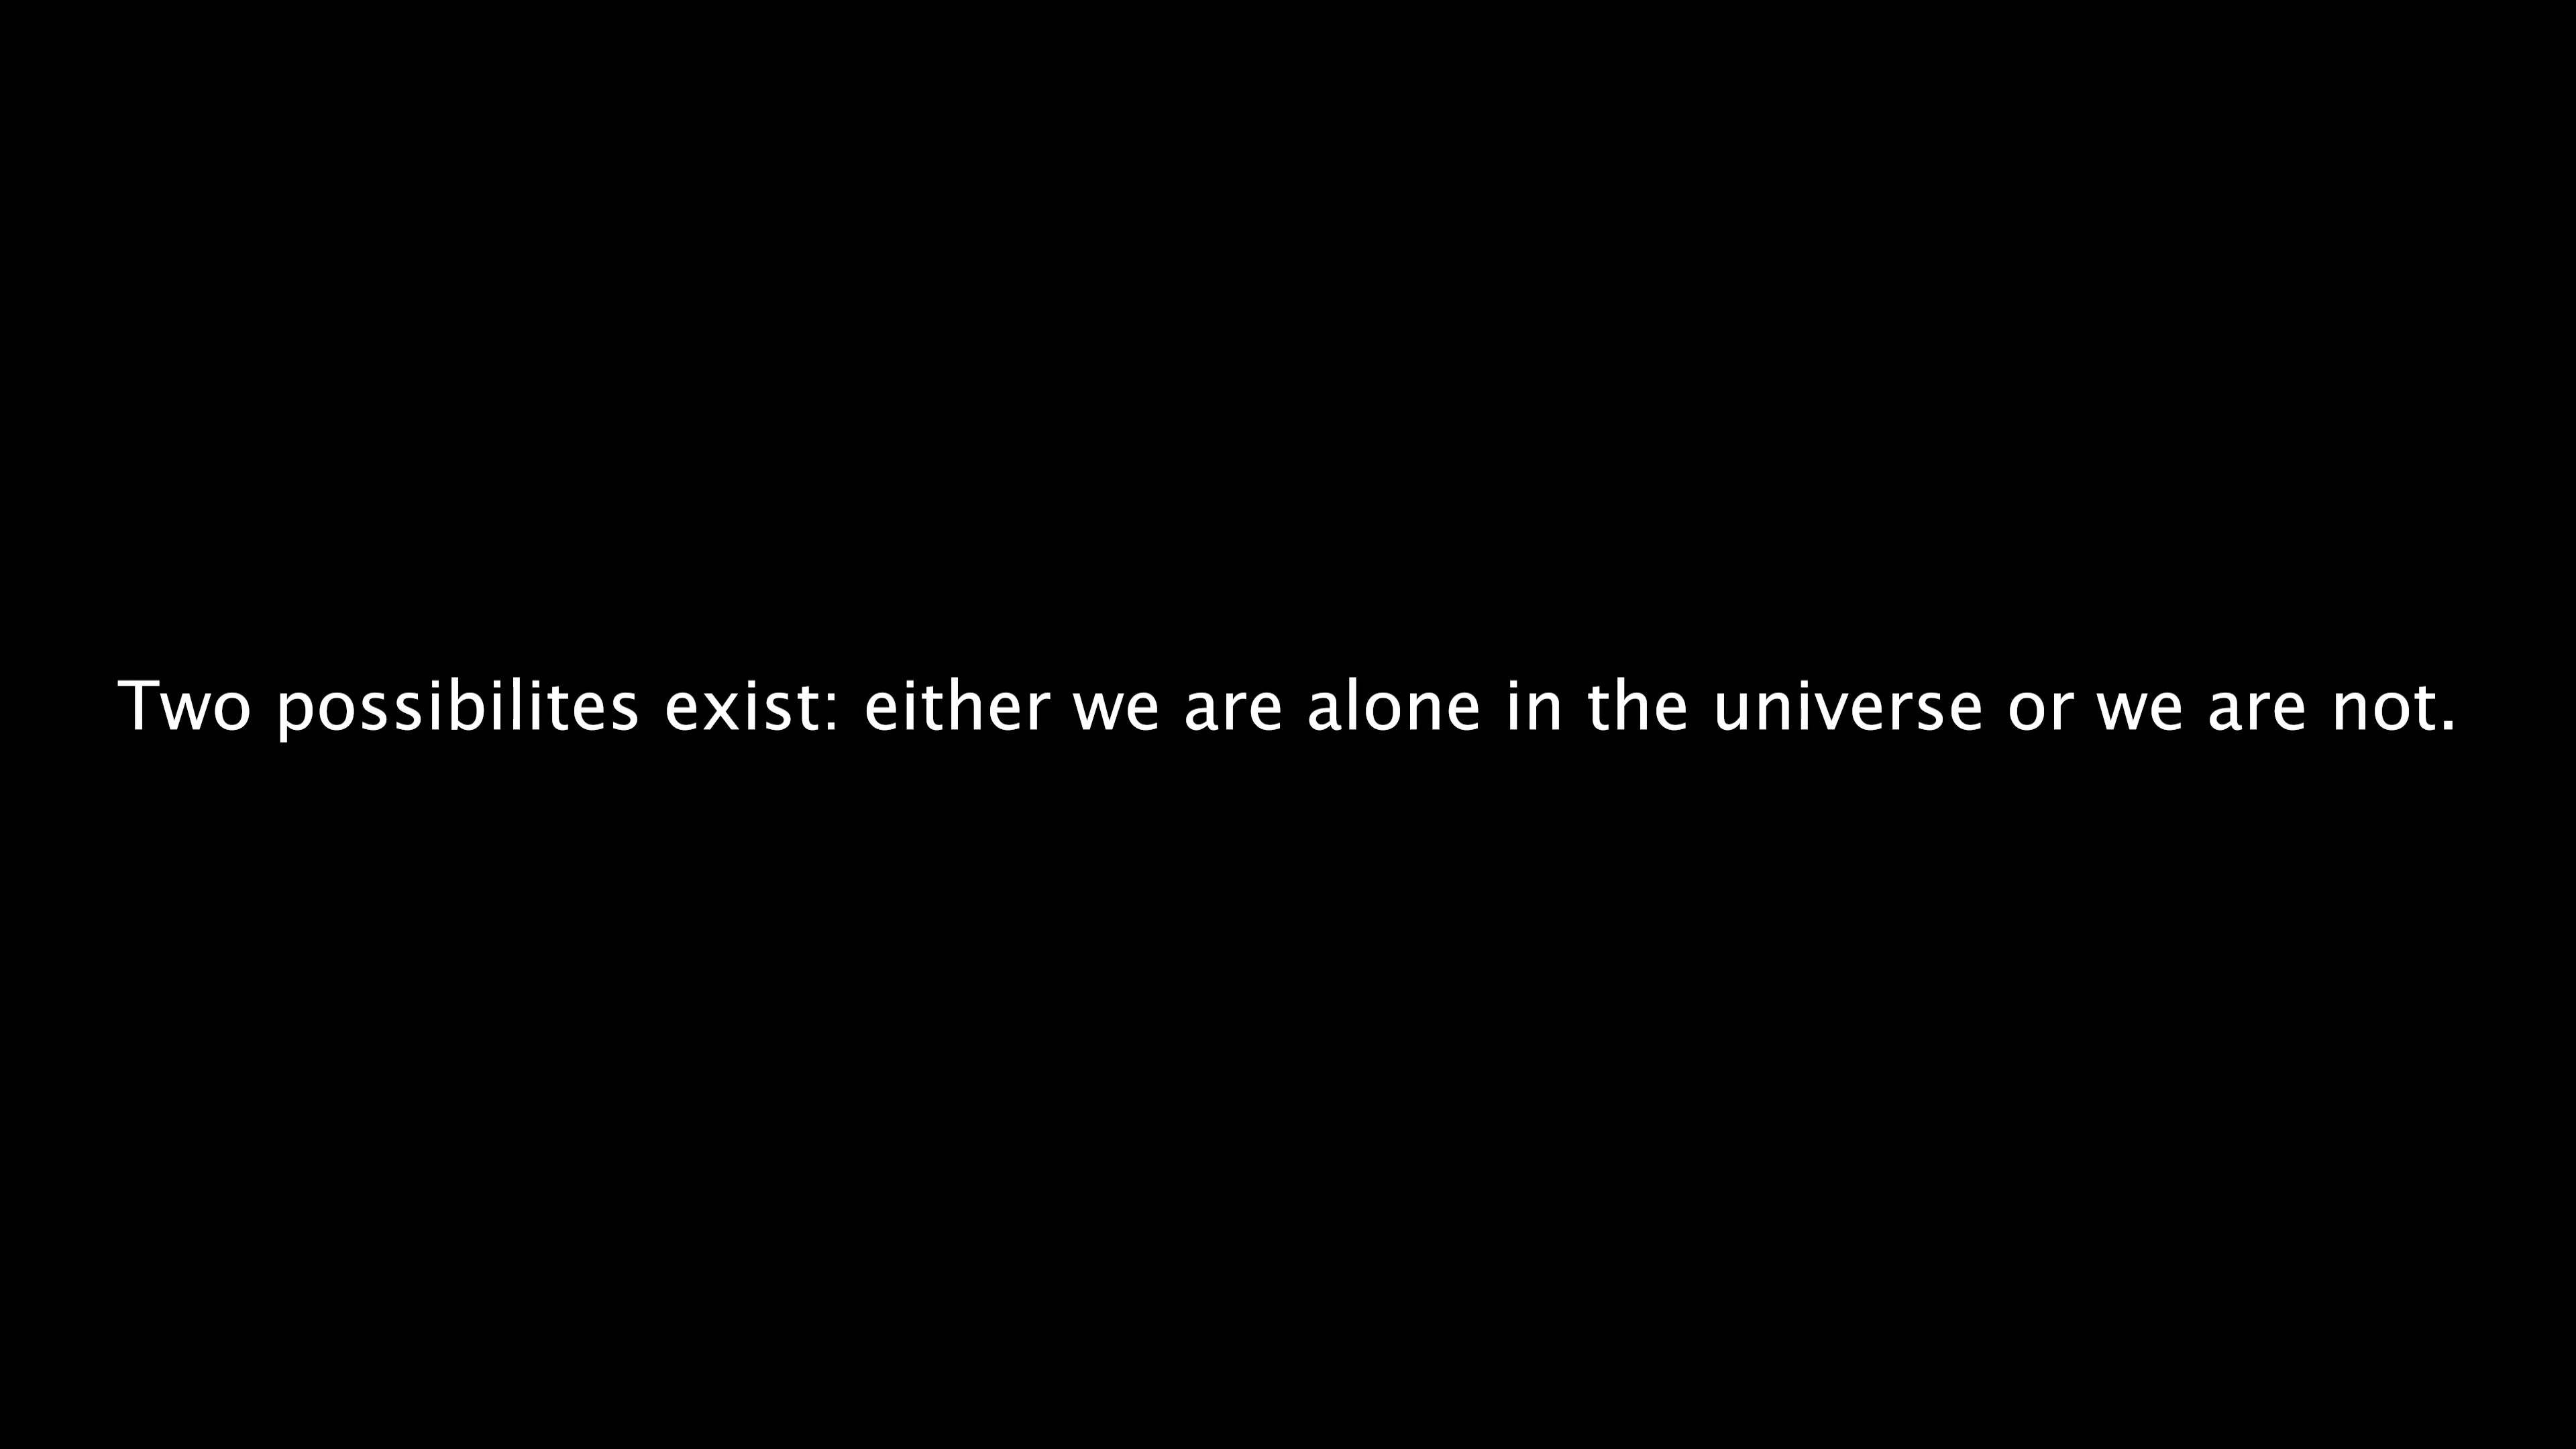 Two possibilites exist: either we are alone in the universe or we are not.